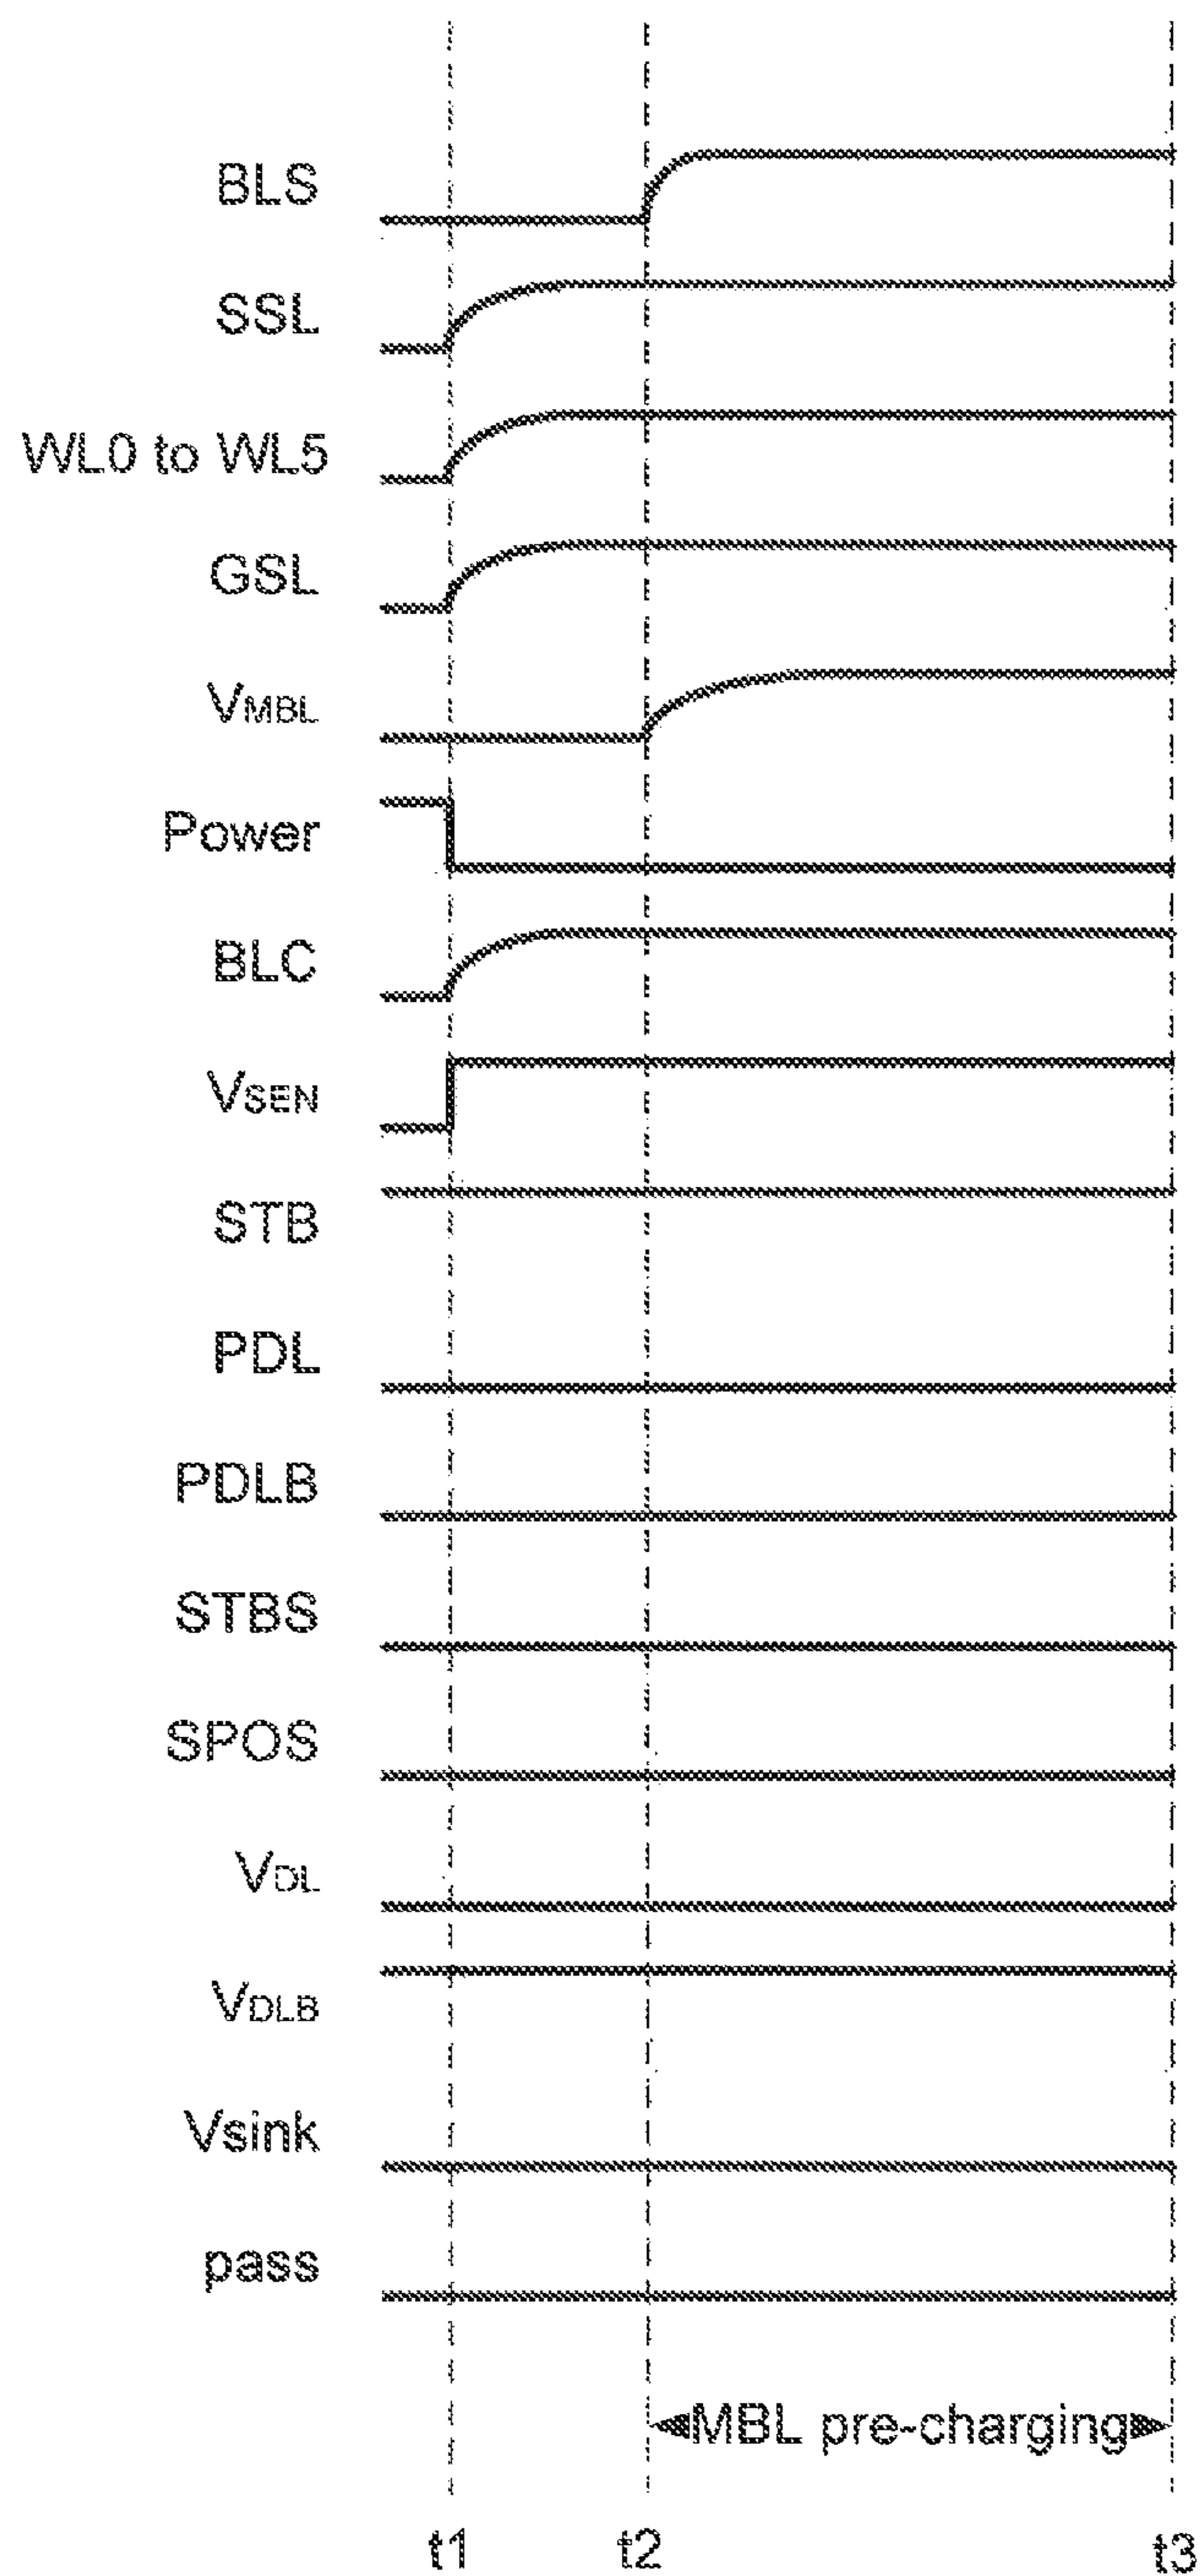 BLS
SSL
WL0 to WL5
GSL
VMBL
Power
BLC
VSEN
STB
PDL
PDLB
STBS
SPOS
VDL
VDLB
Vsink
pass
MBL pre-charging
t1 t2 t3